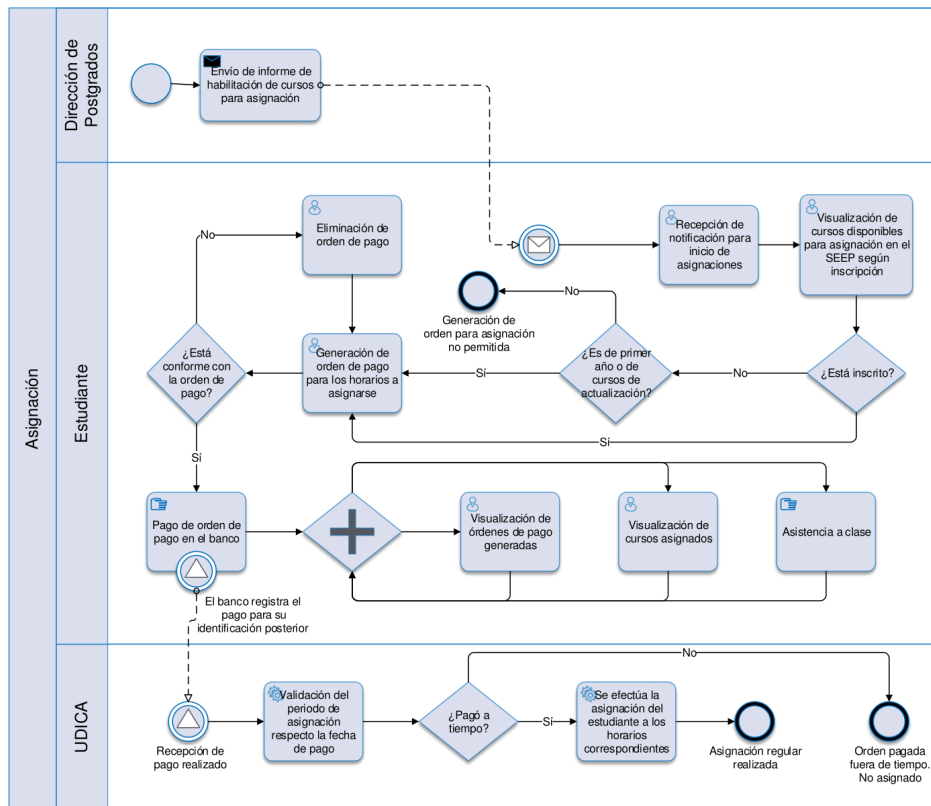 Asignación
Dirección de
Postgrados
Envío de informe de
habilitación de cursos
para asignación
Estudiante
Eliminación de
orden de pago
No
Recepción de
notificación para
inicio de
asignaciones
Visualización de
cursos disponibles
para asignación en el
SEEP según
inscripción
No
Generación de
orden para asignación
no permitida
¿Está
conforme con
la orden de
pago?
Generación de
orden de pago
para los horarios a
asignarse
Sí
¿Es de primer
año o de
cursos de
actualización?
No
¿Está inscrito?
Sí
Sí
Pago de orden de
pago en el banco
Visualización de
órdenes de pago
generadas
Visualización de
cursos asignados
Asistencia a clase
El banco registra el
pago para su
identificación posterior
UDICA
No
Recepción de
pago realizado
Validación del
periodo de
asignación
respecto la fecha
de pago
¿Pagó a
tiempo?
Sí
Se efectúa la
asignación del
estudiante a los
horarios
correspondientes
Asignación regular
realizada
Orden pagada
fuera de tiempo.
No asignado